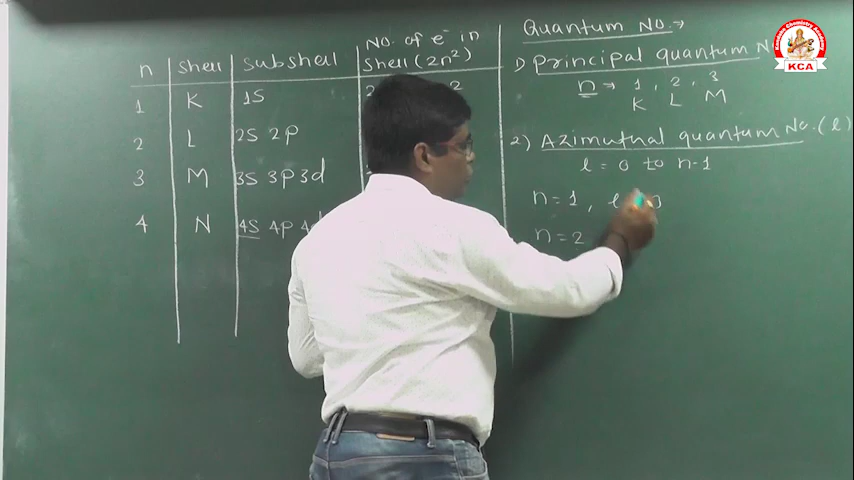 n Shell Subshell No. of e⁻ in Shell (2n²)
1 K 1S 2
2 L 2S 2p
3 M 3S 3p 3d
4 N 4S 4p
Quantum No. →
1) Principal quantum N
n → 1, 2, 3
K L M
2) Azimuthal quantum No. (l)
l = 0 to n-1
n = 1, l
n = 2
KCA